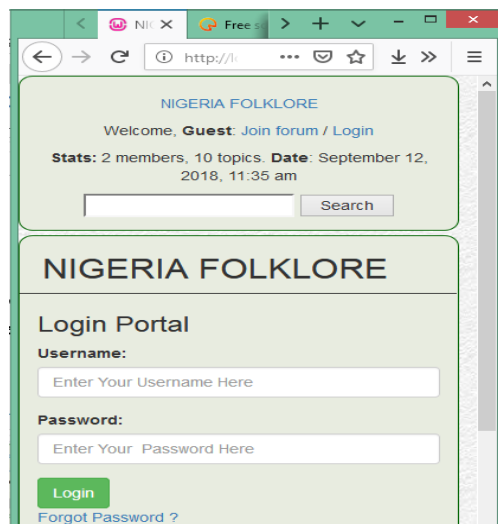 NIC
Free s
http://l
NIGERIA FOLKLORE
Welcome, Guest: Join forum / Login
Stats: 2 members, 10 topics. Date: September 12,
2018, 11:35 am
Search
NIGERIA FOLKLORE
Login Portal
Username:
Enter Your Username Here
Password:
Enter Your Password Here
Login
Forgot Password ?